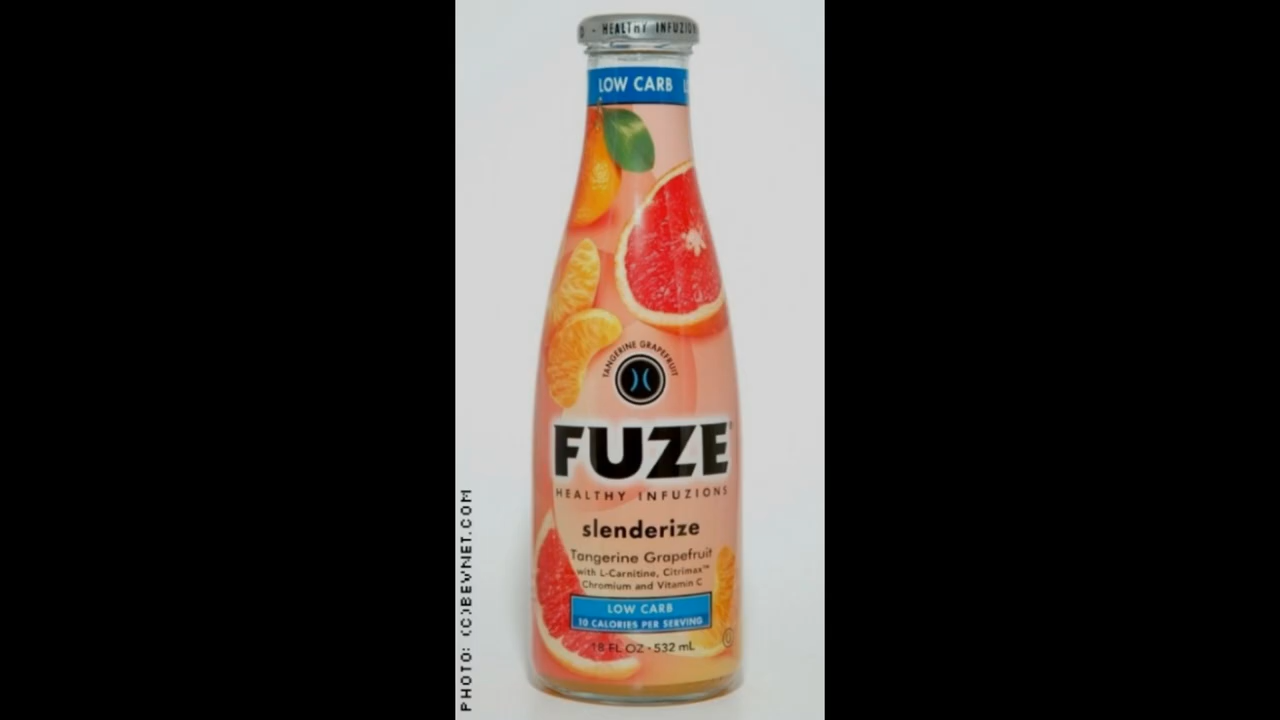 - HEALTHY INFUZION
LOW CARB
TANGERINE GRAPEFRUIT
FUZE
HEALTHY INFUZIONS
slenderize
Tangerine Grapefruit
with L-Carnitine, Citrimax™
Chromium and Vitamin C
LOW CARB
10 CALORIES PER SERVING
18 FL OZ • 532 mL
PHOTO: (C)BEVNET.COM